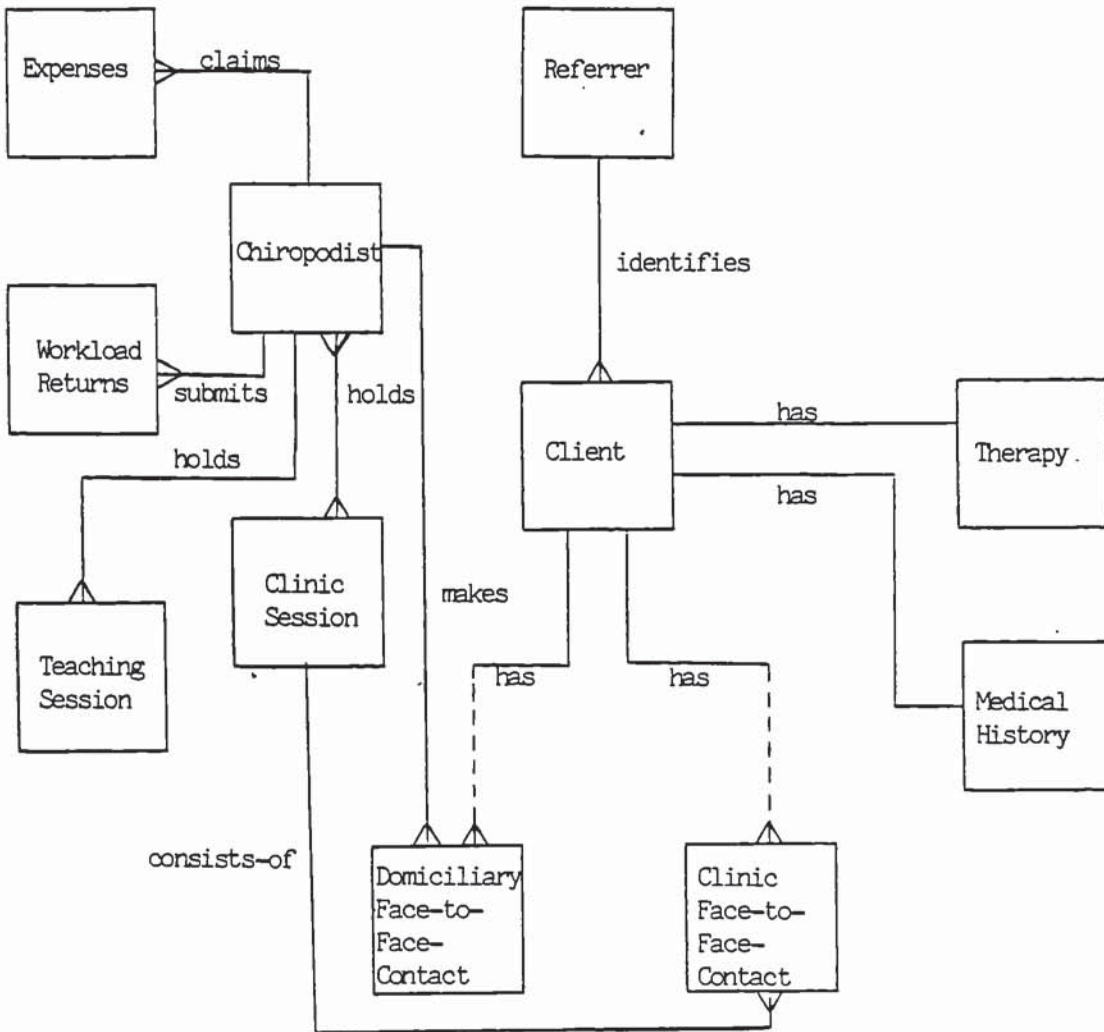 Expenses
claims
Referrer
Chiropodist
identifies
Workload
Returns
submits
holds
holds
Client
has
Therapy.
has
Clinic
Session
makes
Teaching
Session
has
has
Medical
History
consists-of
Domiciliary
Face-to-
Face-
Contact
Clinic
Face-to-
Face-
Contact